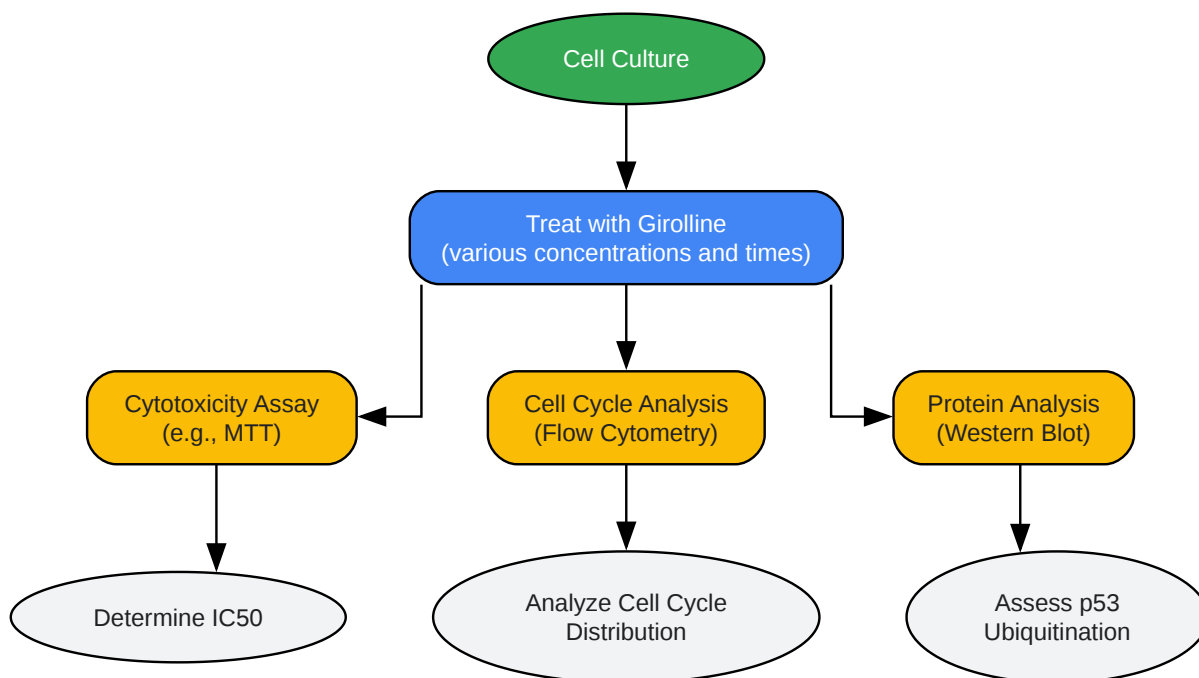 Cell Culture
Treat with Girolline
(various concentrations and times)
Cytotoxicity Assay
(e.g., MTT)
Cell Cycle Analysis
(Flow Cytometry)
Protein Analysis
(Western Blot)
Determine IC50
Analyze Cell Cycle
Distribution
Assess p53
Ubiquitination